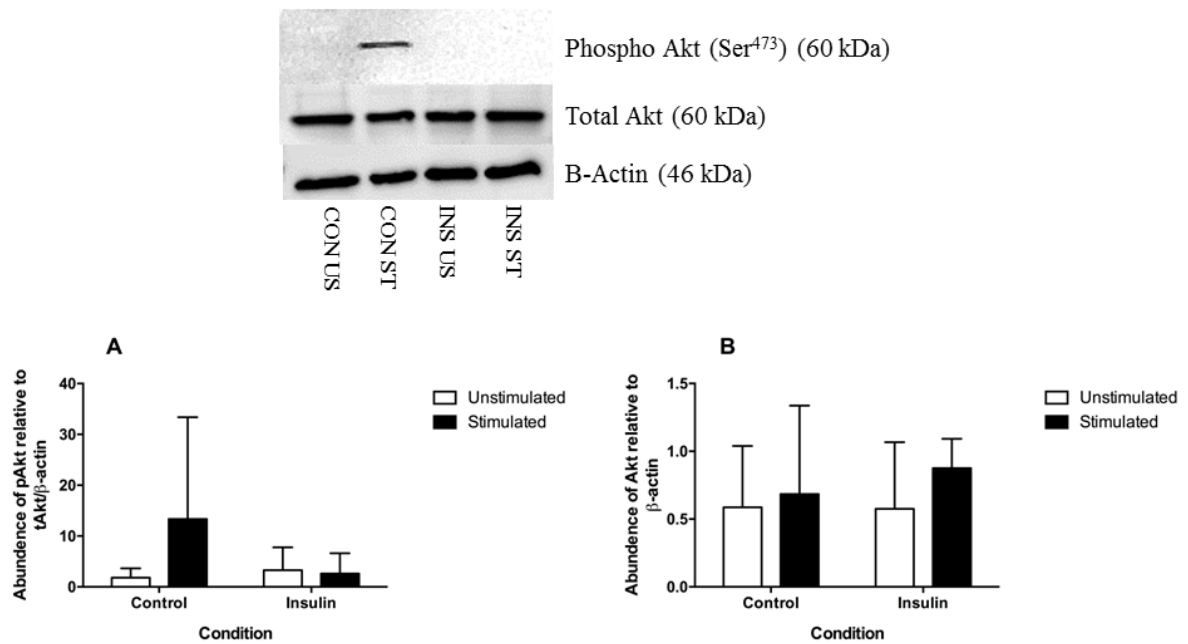 Phospho Akt (Ser⁴⁷³) (60 kDa)
Total Akt (60 kDa)
B-Actin (46 kDa)
CON US
CON ST
INS US
INS ST
A
Abundence of pAkt relative to
tAkt/β-actin
40
30
20
10
0
Control
Insulin
Condition
Unstimulated
Stimulated
B
Abundance of Akt relative to
β-actin
1.5
1.0
0.5
0.0
Control
Insulin
Condition
Unstimulated
Stimulated